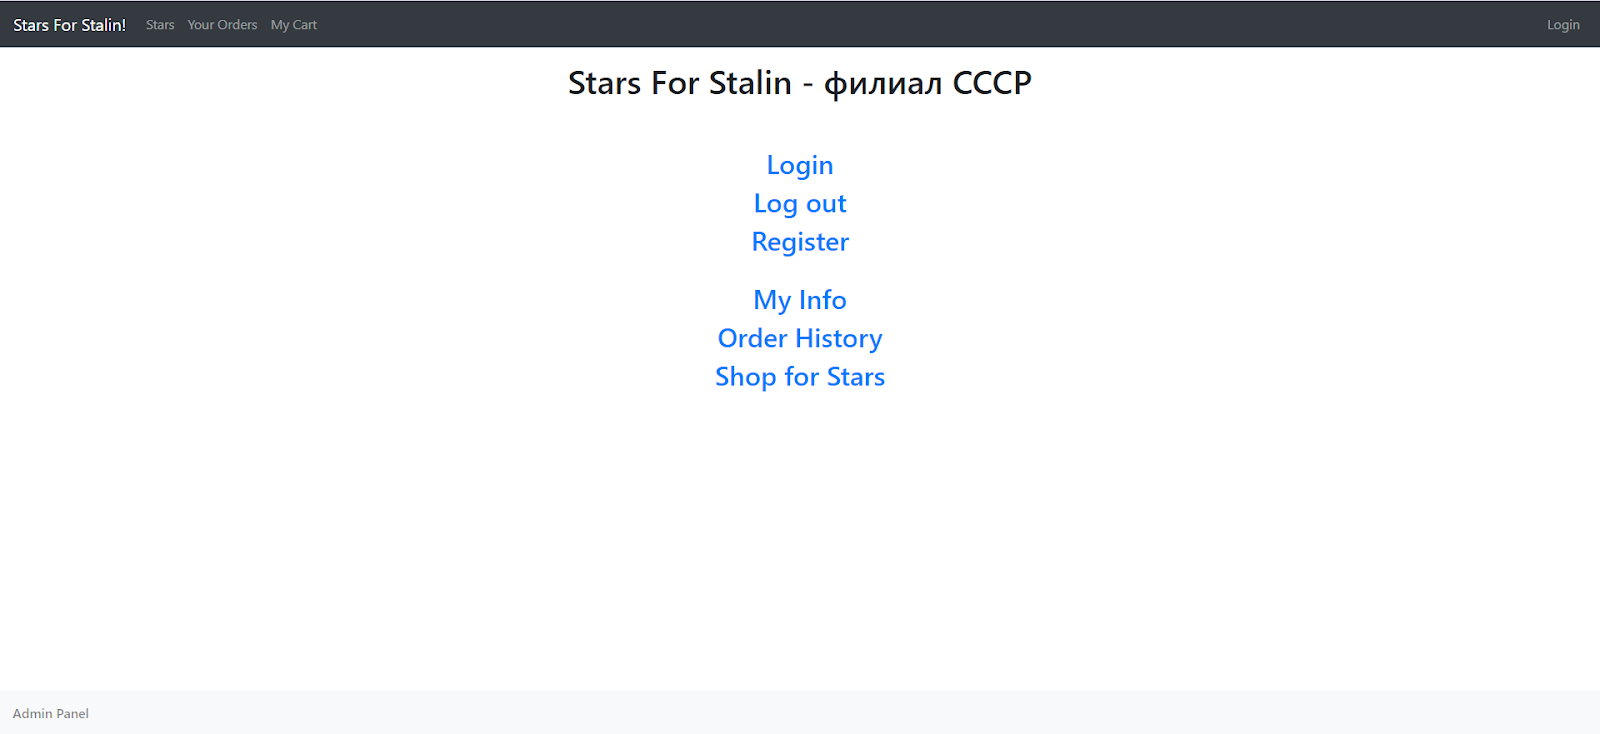 Stars For Stalin! Stars Your Orders My Cart Login
Stars For Stalin - филиал СССР
Login
Log out
Register
My Info
Order History
Shop for Stars
Admin Panel